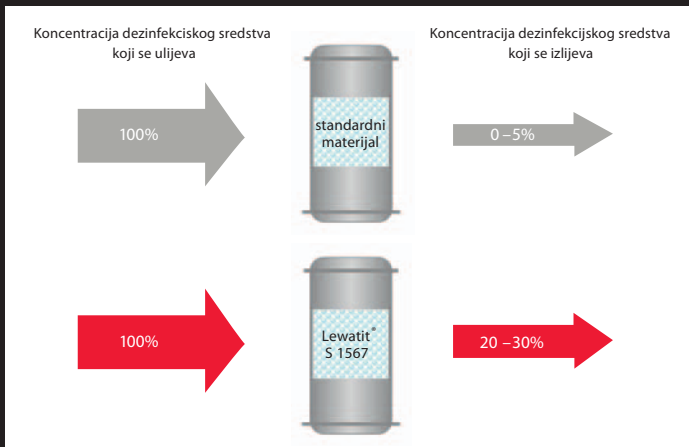 Koncentracija dezinfekciskog sredstva
koji se ulijeva
Koncentracija dezinfekcijskog sredstva
koji se izlijeva
100%
standardni
materijal
0–5%
100%
Lewatit®
S 1567
20–30%